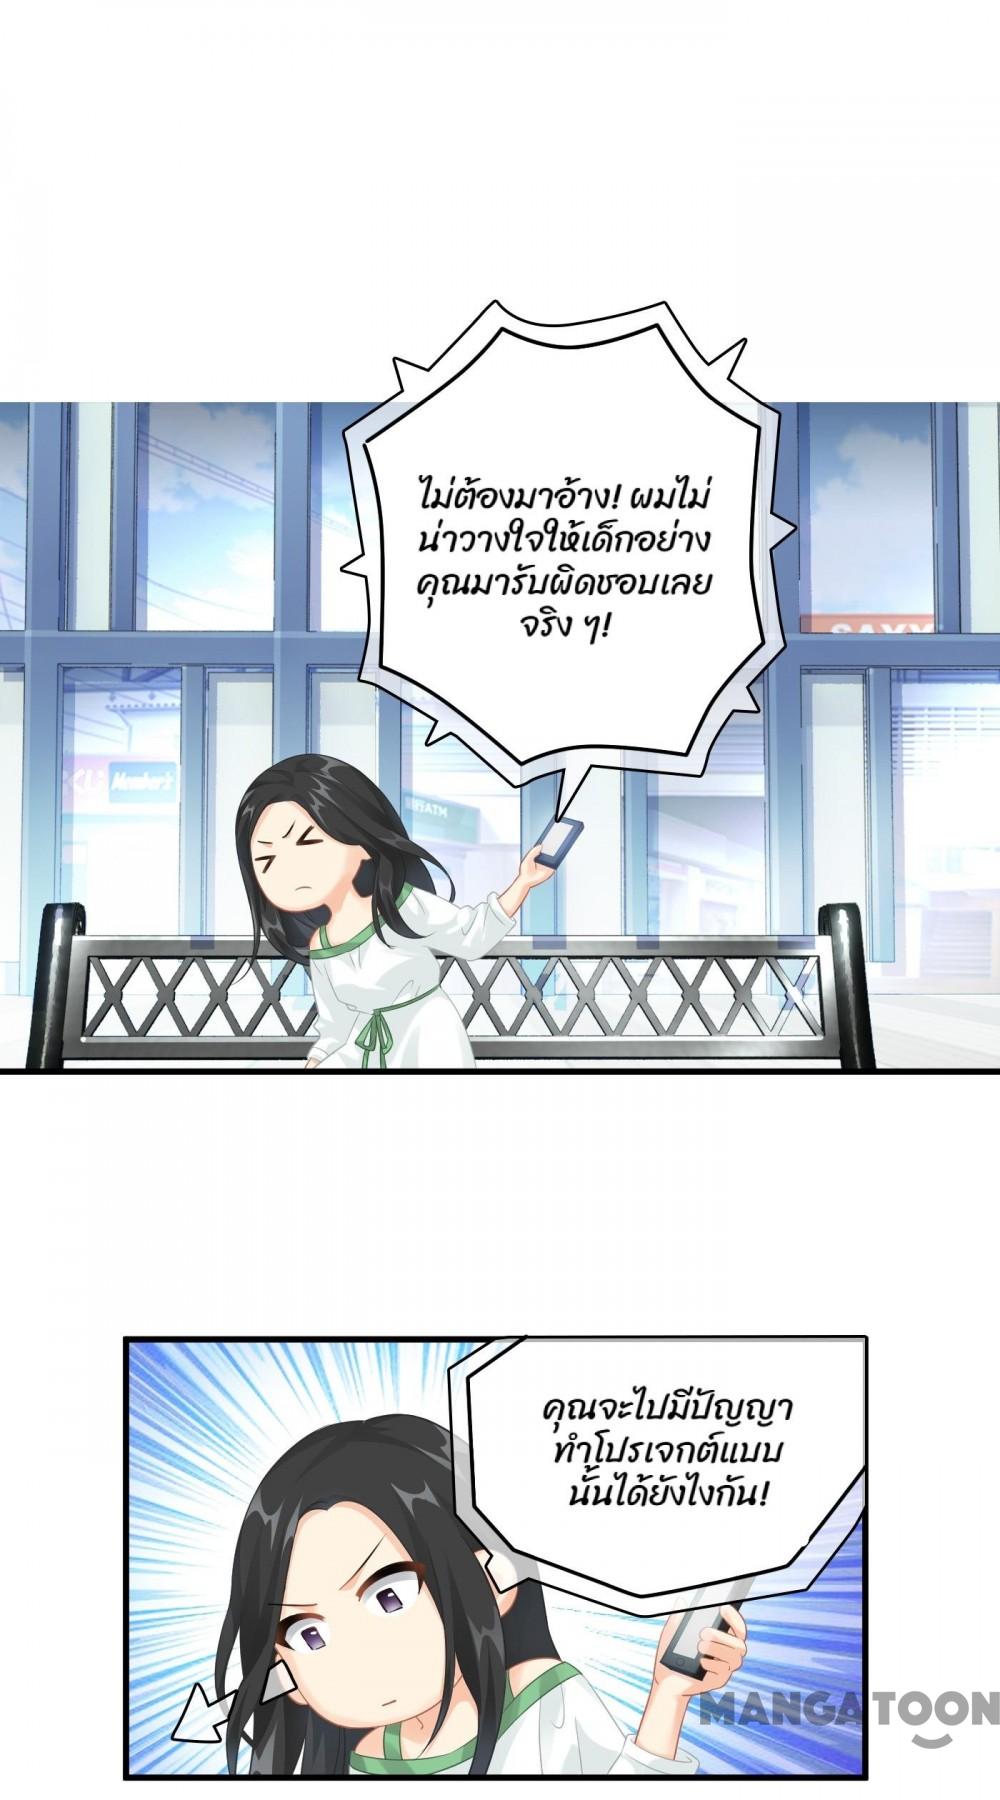 ไม่ต้องมาอ้าง! ผมไม่
น่าวางใจให้เด็กอย่าง
คุณมารับผิดชอบเลย
จริง ๆ!
SAXX
Member's
คุณจะไปมีปัญญา
ทำโปรเจกต์แบบ
นั้นได้ยังไงกัน!
MANGATOON